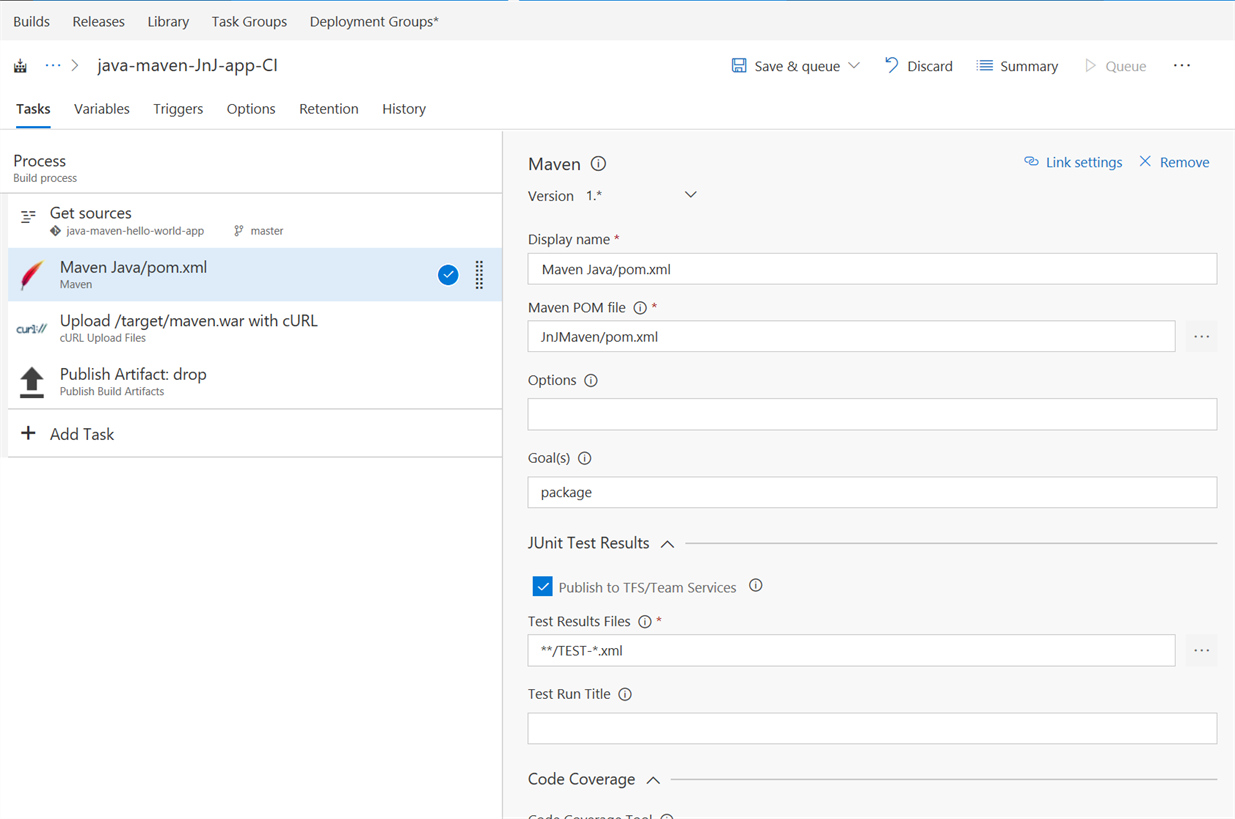 Builds Releases Library Task Groups Deployment Groups*
··· > java-maven-JnJ-app-CI Save & queue Discard Summary Queue ···
Tasks Variables Triggers Options Retention History
Process
Build process
Get sources
java-maven-hello-world-app master
Maven Java/pom.xml
Maven
curl://
Upload /target/maven.war with cURL
cURL Upload Files
Publish Artifact: drop
Publish Build Artifacts
+ Add Task
Maven Link settings Remove
Version 1.*
Display name *
Maven Java/pom.xml
Maven POM file *
JnJMaven/pom.xml ···
Options
Goal(s)
package
JUnit Test Results
Publish to TFS/Team Services
Test Results Files *
**/TEST-*.xml ···
Test Run Title
Code Coverage
Code Coverage Tool